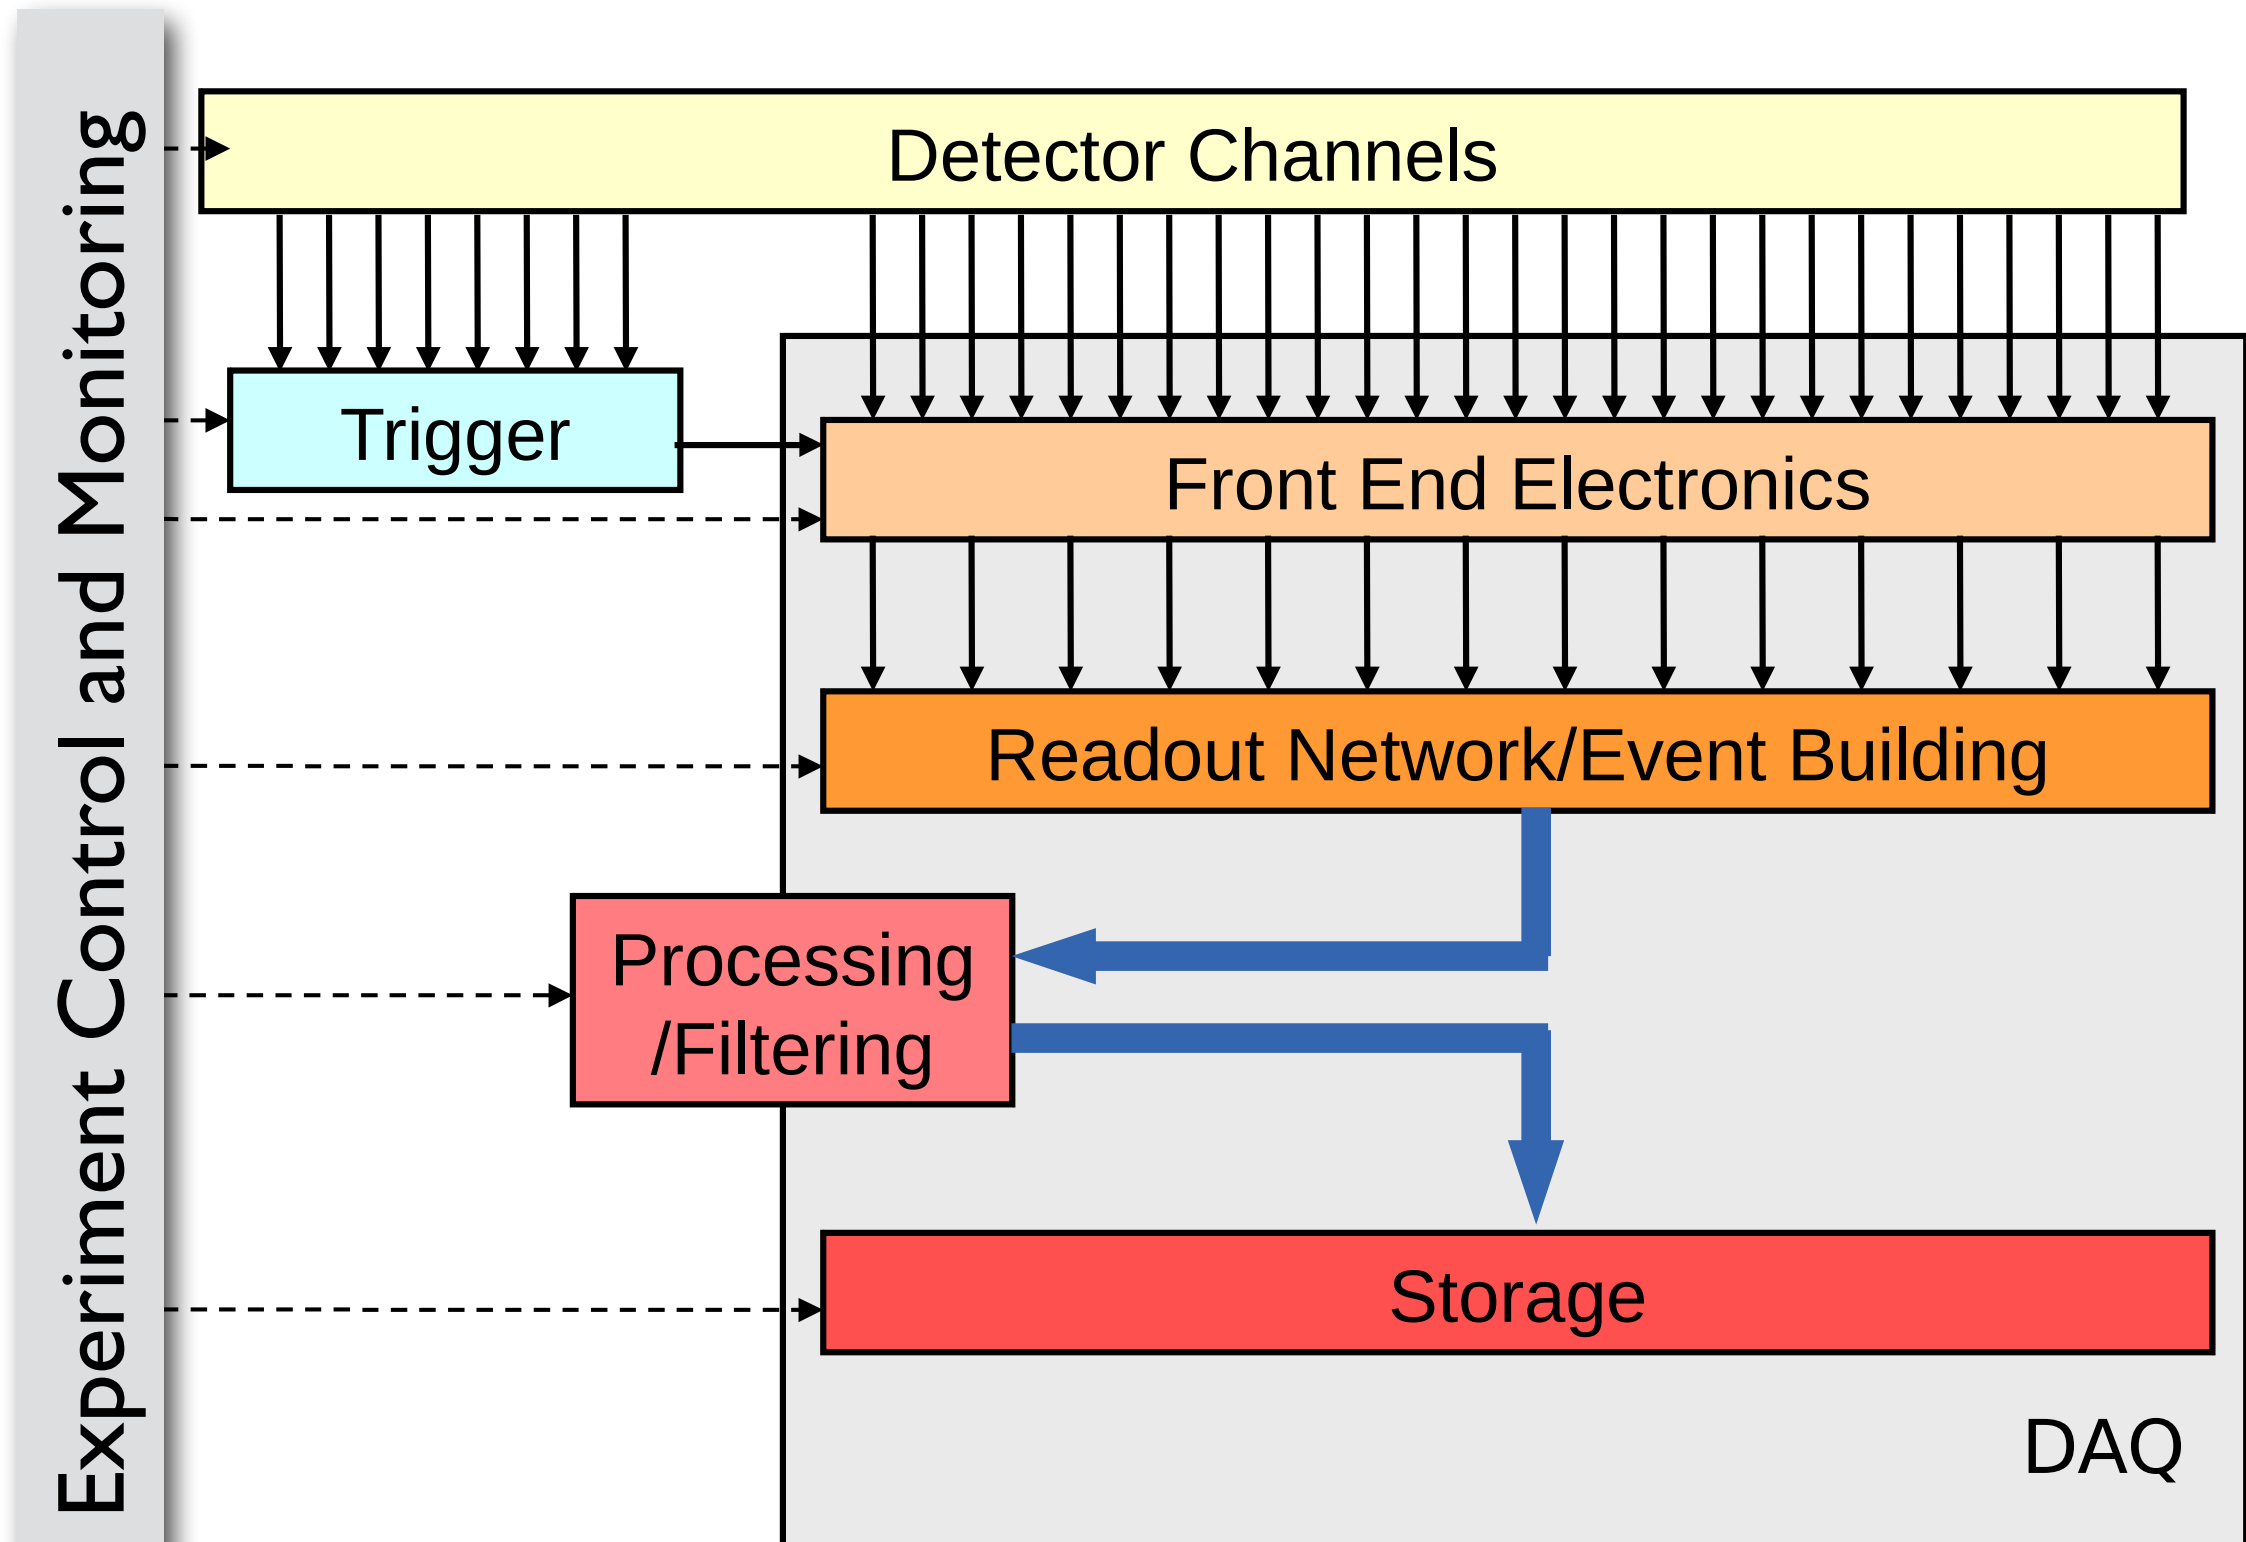 Experiment Control and Monitoring
Detector Channels
Trigger
Front End Electronics
Readout Network/Event Building
Processing
/Filtering
Storage
DAQ